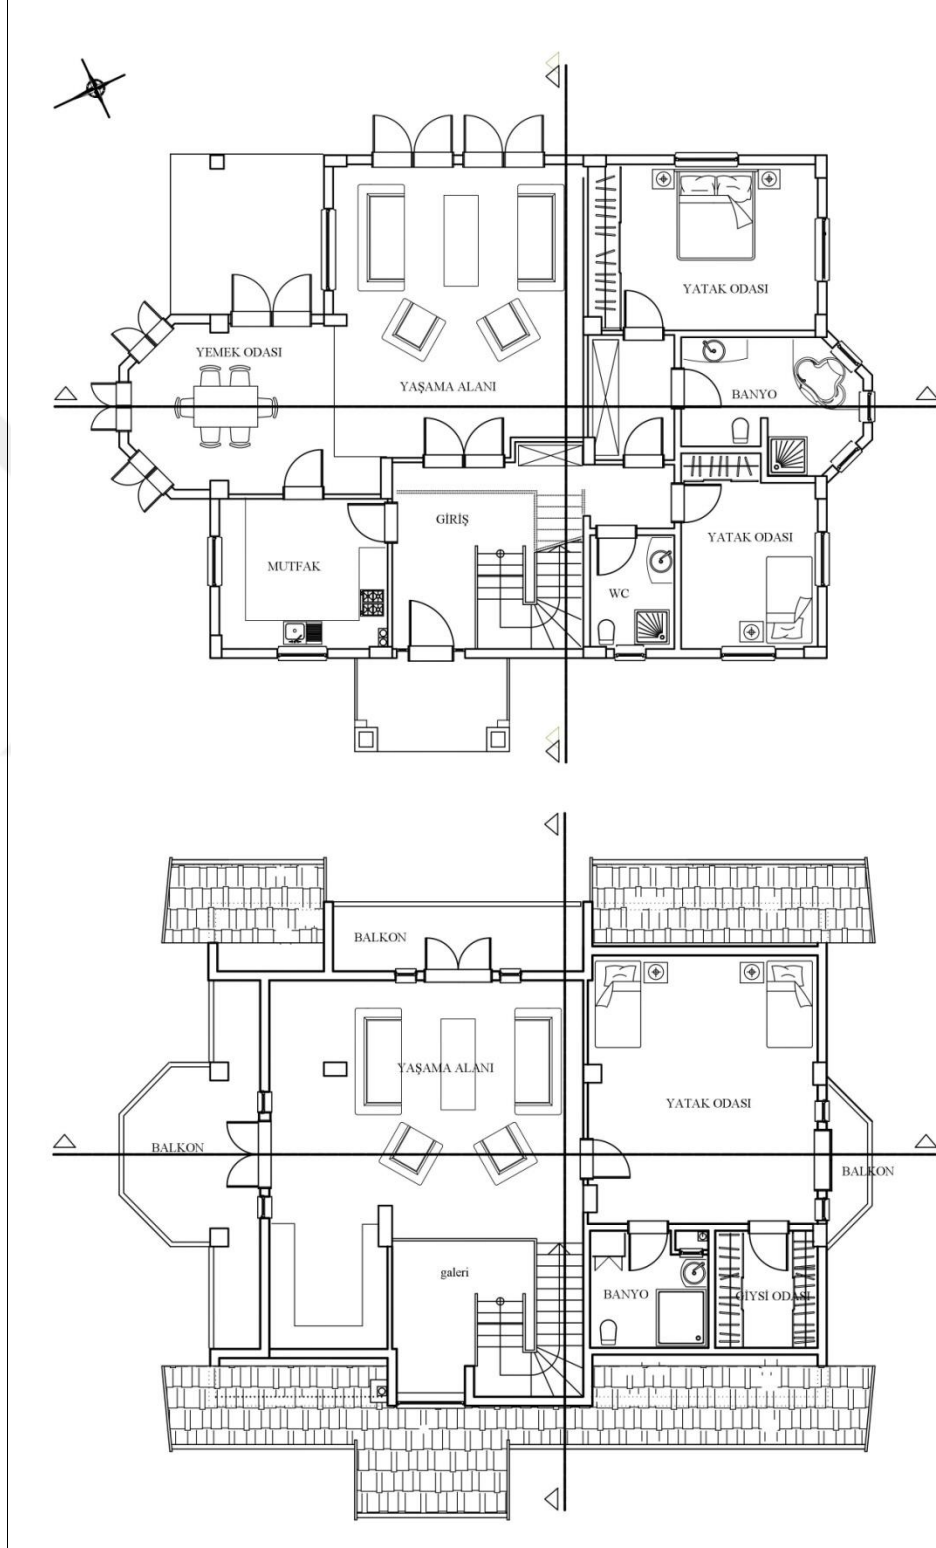 YATAK ODASI
YEMEK ODASI
YAŞAMA ALANI
BANYO
GİRİŞ
YATAK ODASI
MUTFAK
WC
BALKON
YAŞAMA ALANI
YATAK ODASI
BALKON
BALKON
galeri
BANYO
GİYSİ ODASI